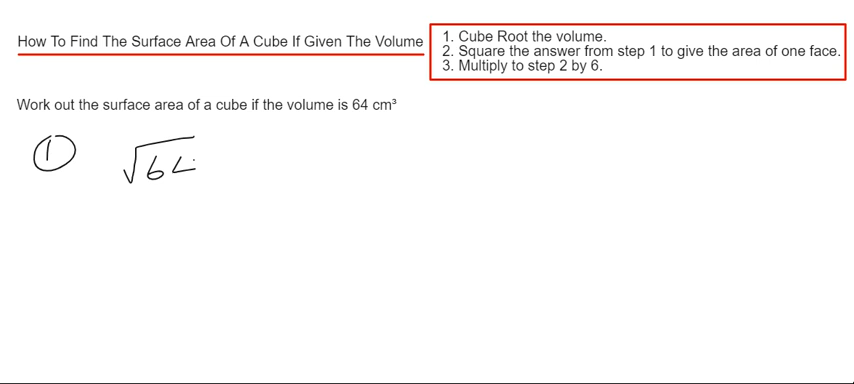 How To Find The Surface Area Of A Cube If Given The Volume
1. Cube Root the volume.
2. Square the answer from step 1 to give the area of one face.
3. Multiply to step 2 by 6.
Work out the surface area of a cube if the volume is 64 cm³
① √6